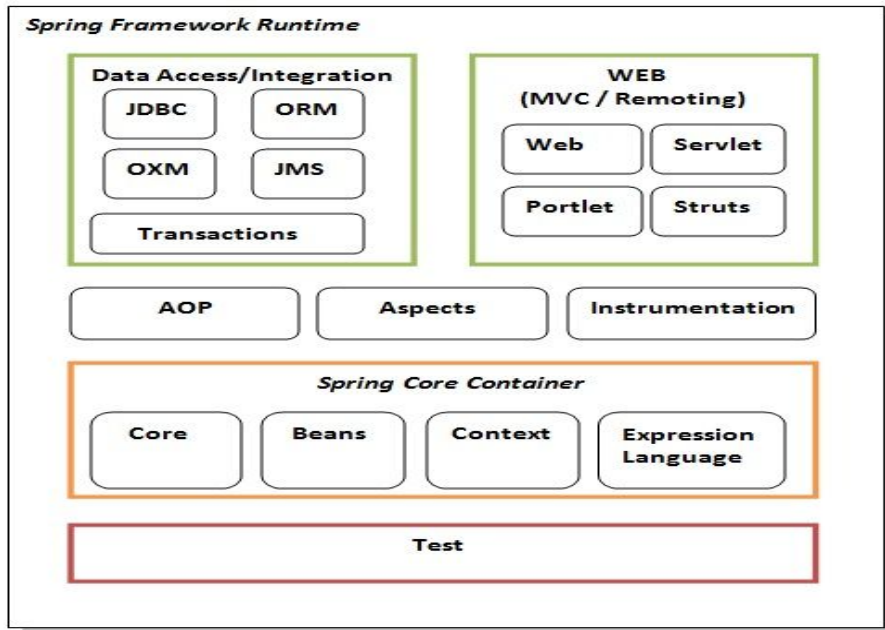 Spring Framework Runtime
Data Access/Integration
JDBC
ORM
OXM
JMS
Transactions
WEB
(MVC / Remoting)
Web
Servlet
Portlet
Struts
AOP
Aspects
Instrumentation
Spring Core Container
Core
Beans
Context
Expression
Language
Test